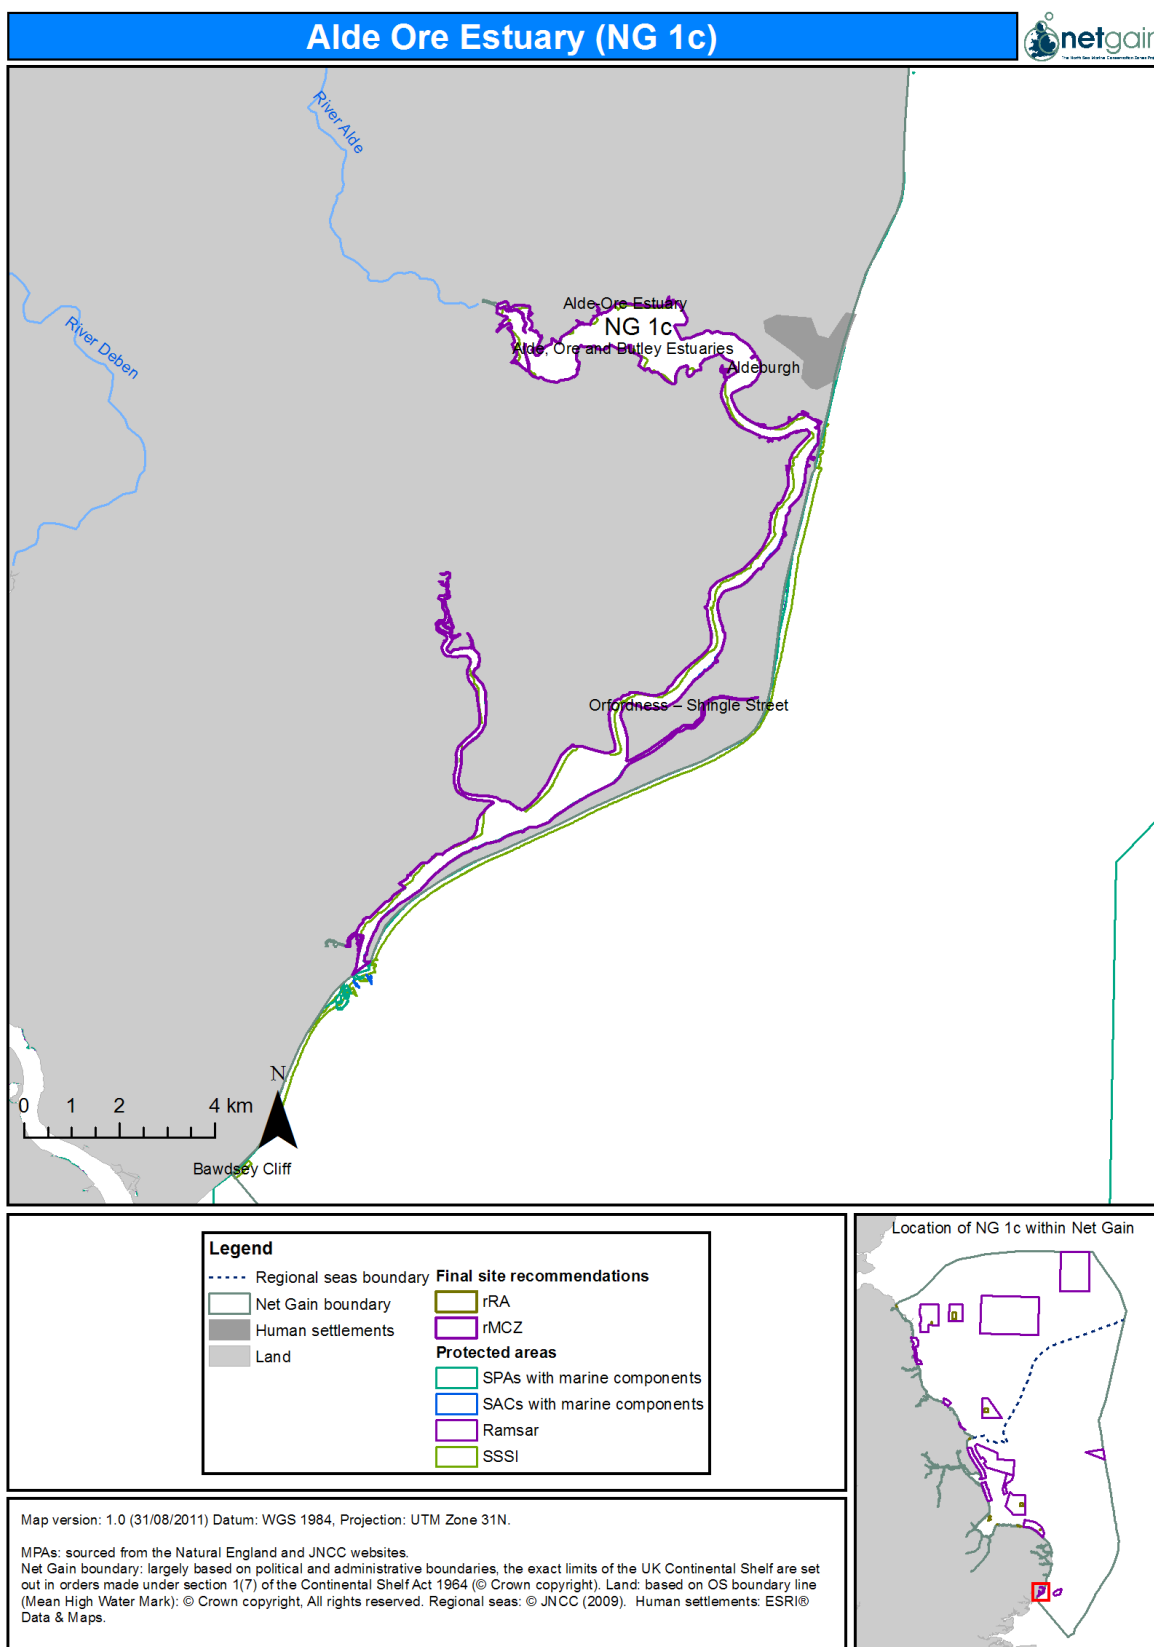 Alde Ore Estuary (NG 1c)
netgain
River Alde
River Deben
Alde-Ore Estuary
NG 1c
Alde, Ore and Butley Estuaries
Aldeburgh
Orfordness – Shingle Street
N
0 1 2 4 km
Bawdsey Cliff
Legend
Regional seas boundary
Net Gain boundary
Human settlements
Land
Final site recommendations
rRA
rMCZ
Protected areas
SPAs with marine components
SACs with marine components
Ramsar
SSSI
Location of NG 1c within Net Gain
Map version: 1.0 (31/08/2011) Datum: WGS 1984, Projection: UTM Zone 31N.
MPAs: sourced from the Natural England and JNCC websites.
Net Gain boundary: largely based on political and administrative boundaries, the exact limits of the UK Continental Shelf are set
out in orders made under section 1(7) of the Continental Shelf Act 1964 (© Crown copyright). Land: based on OS boundary line
(Mean High Water Mark): © Crown copyright, All rights reserved. Regional seas: © JNCC (2009). Human settlements: ESRI®
Data & Maps.